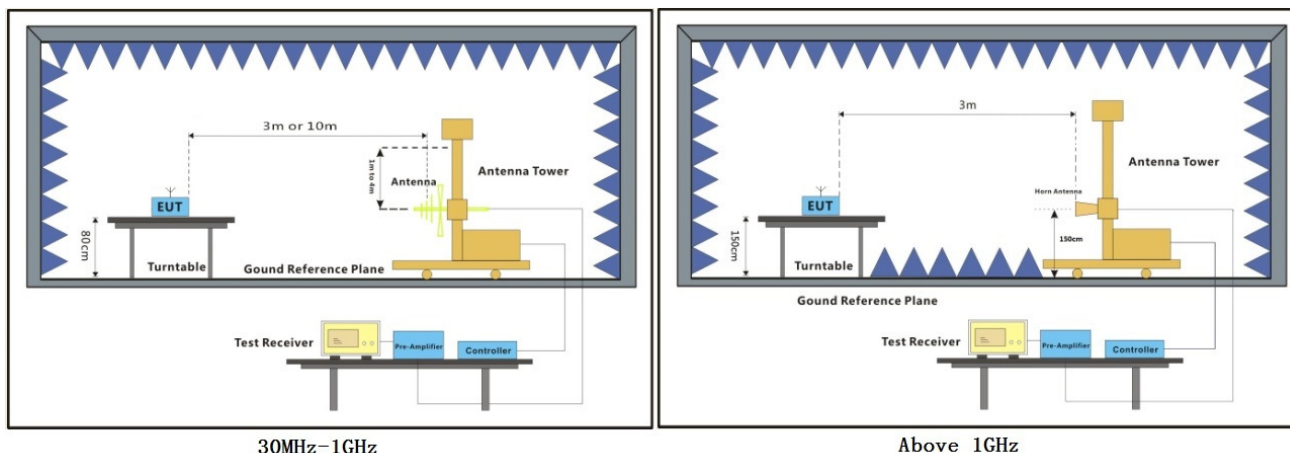 3m or 10m
1m to 4m
Antenna
Antenna Tower
EUT
80cm
Turntable
Gound Reference Plane
Test Receiver
Pre-Amplifier
Controller
30MHz-1GHz
3m
Antenna Tower
Horn Antenna
EUT
150cm
150cm
Turntable
Gound Reference Plane
Test Receiver
Pre-Amplifier
Controller
Above 1GHz